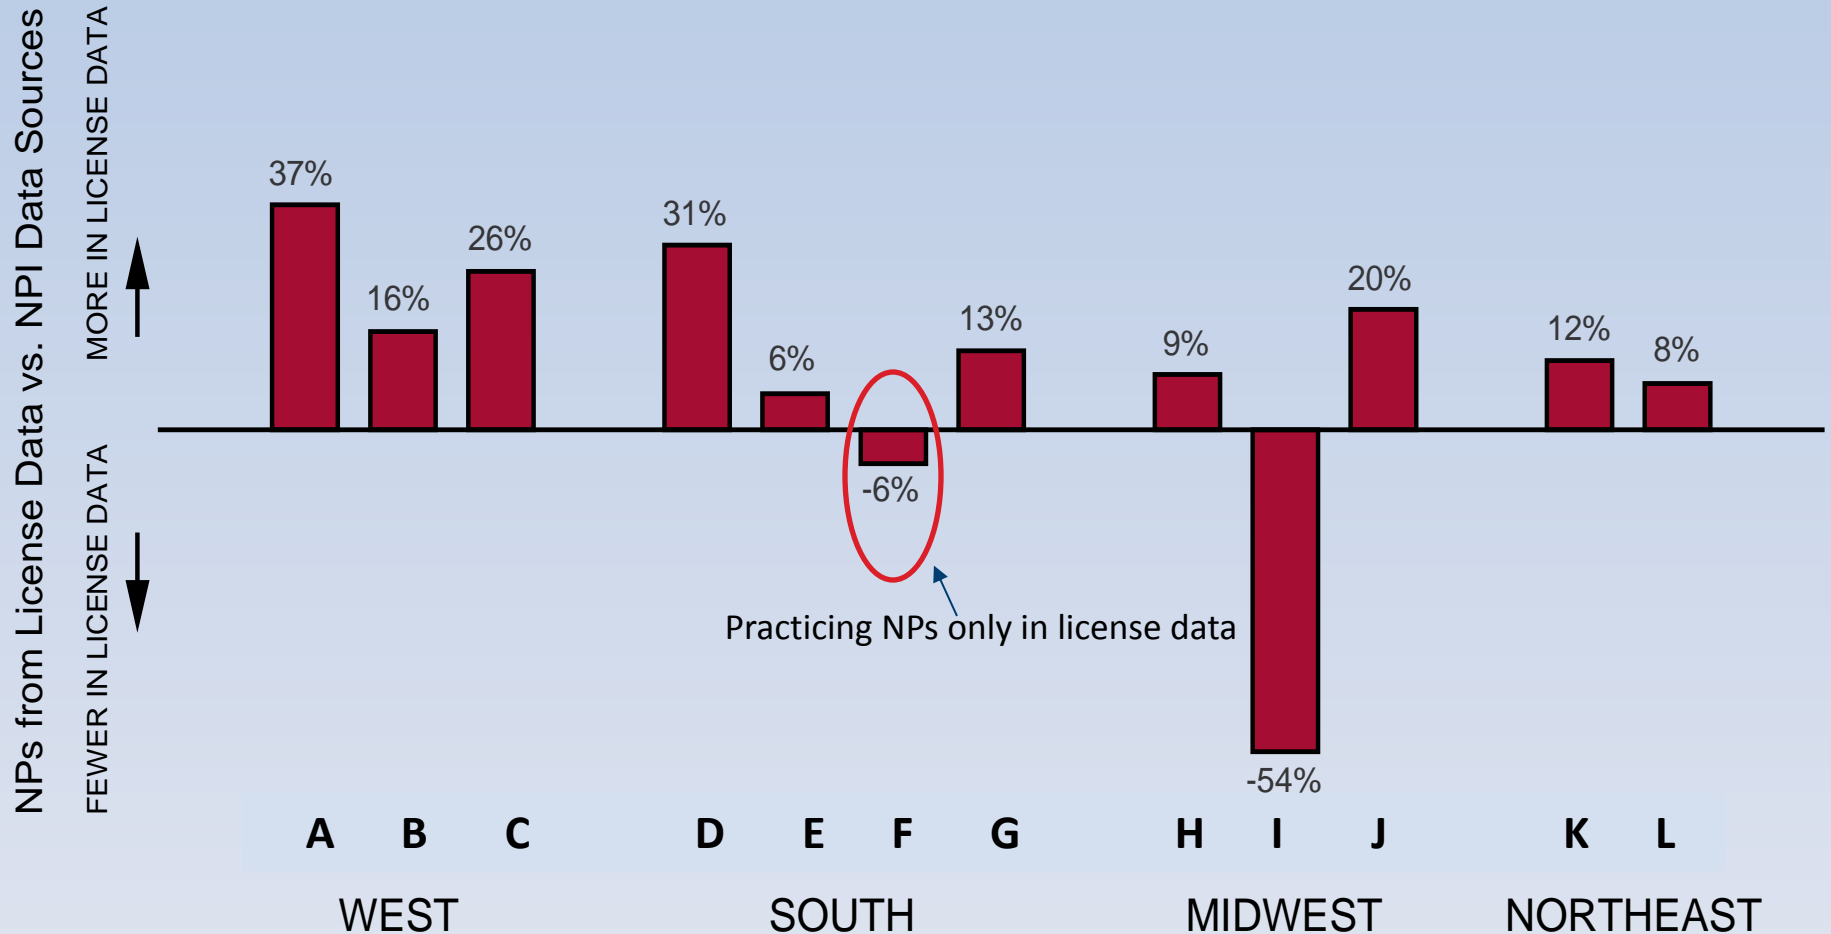 NPs from License Data vs. NPI Data Sources
MORE IN LICENSE DATA
FEWER IN LICENSE DATA
37%
16%
26%
31%
6%
-6%
13%
9%
-54%
20%
12%
8%
Practicing NPs only in license data
A B C D E F G H I J K L
WEST SOUTH MIDWEST NORTHEAST